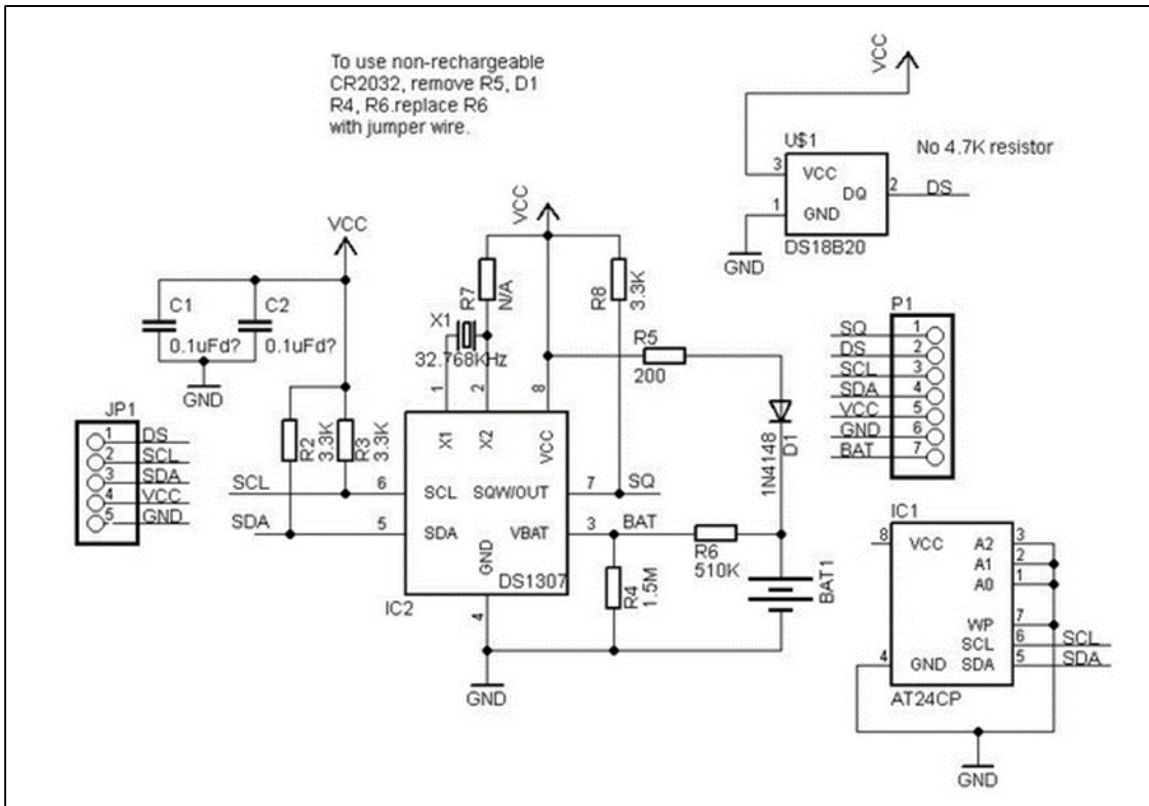 To use non-rechargeable
CR2032, remove R5, D1
R4, R6.replace R6
with jumper wire.
VCC
U$1
No 4.7K resistor
3 VCC
DQ 2 DS
1 GND
DS18B20
GND
VCC
C1
0.1uFd?
C2
0.1uFd?
GND
VCC
R7
N/A
R8
3.3K
X1
32.768KHz
R5
200
1
2
8
X1
X2
VCC
D1
1N4148
R2
3.3K
R3
3.3K
JP1
1 DS
2 SCL
3 SDA
4 VCC
5 GND
SCL 6 SCL
SQW/OUT 7 SQ
SDA 5 SDA
VBAT 3 BAT
GND
DS1307
IC2
4
GND
R4
1.5M
R6
510K
BAT1
P1
SQ 1
DS 2
SCL 3
SDA 4
VCC 5
GND 6
BAT 7
IC1
8 VCC
A2 3
A1 2
A0 1
WP 7
SCL 6 SCL
4 GND
SDA 5 SDA
AT24CP
GND